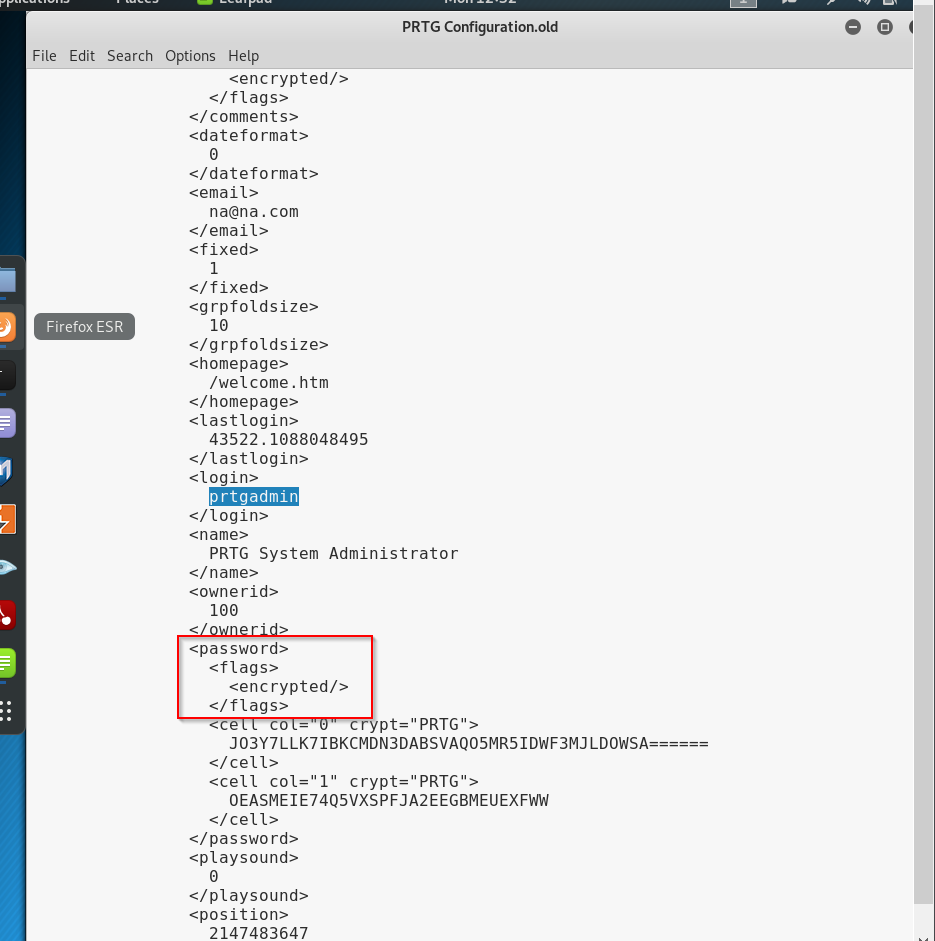 Places
Leafpad
Mon 12:52
1
PRTG Configuration.old
File Edit Search Options Help
<encrypted/>
</flags>
</comments>
<dateformat>
0
</dateformat>
<email>
na@na.com
</email>
<fixed>
1
</fixed>
<grpfoldsize>
10
</grpfoldsize>
Firefox ESR
<homepage>
/welcome.htm
</homepage>
<lastlogin>
43522.1088048495
</lastlogin>
<login>
prtgadmin
</login>
<name>
PRTG System Administrator
</name>
<ownerid>
100
</ownerid>
<password>
<flags>
<encrypted/>
</flags>
<cell col="0" crypt="PRTG">
JO3Y7LLK7IBKCMDN3DABSVAQO5MR5IDWF3MJLDOWSA======
</cell>
<cell col="1" crypt="PRTG">
OEASMEIE74Q5VXSPFJA2EEGBMEUEXFWW
</cell>
</password>
<playsound>
0
</playsound>
<position>
2147483647